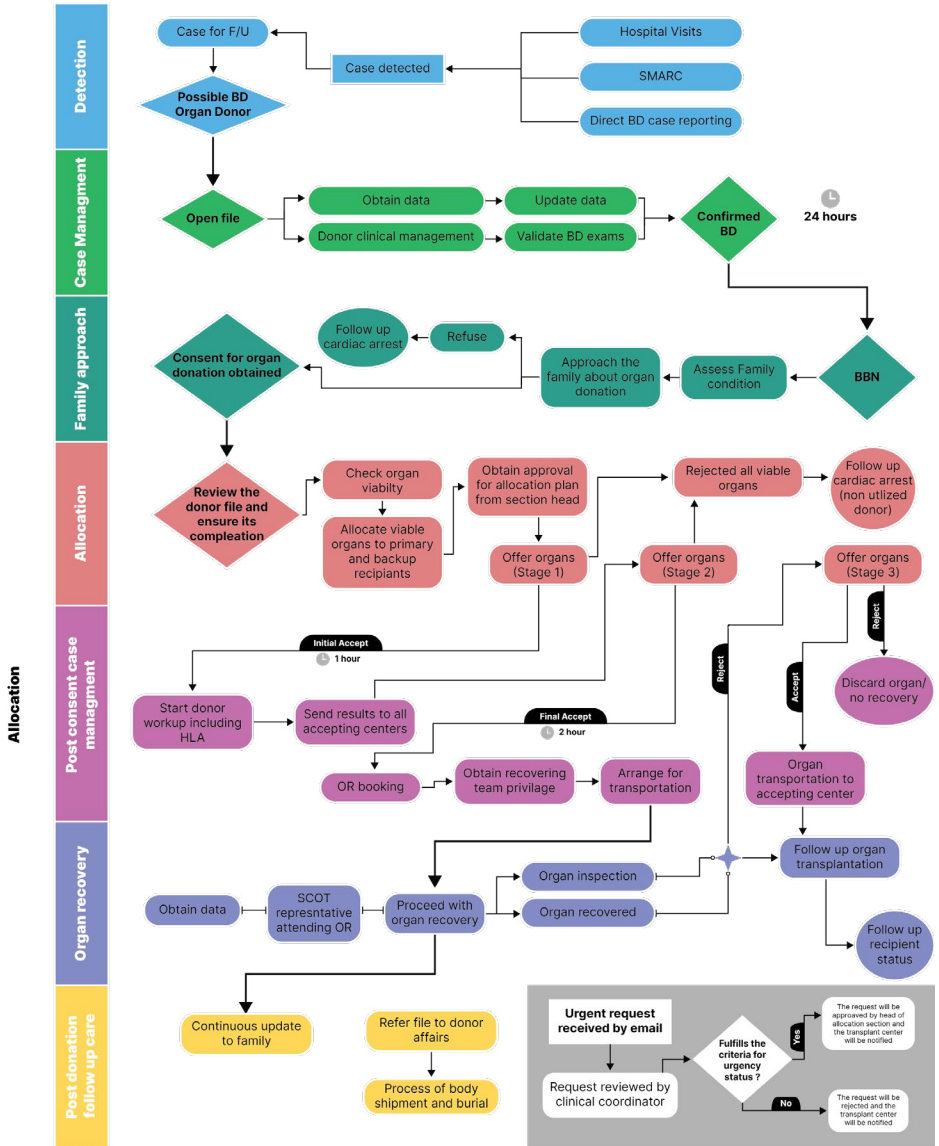 Allocation
Detection
Case for F/U
Case detected
Hospital Visits
SMARC
Direct BD case reporting
Possible BD
Organ Donor
Case Managment
Open file
Obtain data
Update data
Donor clinical management
Validate BD exams
Confirmed
BD
24 hours
Family approach
Consent for organ
donation obtained
Follow up
cardiac arrest
Refuse
Approach the
family about organ
donation
Assess Family
condition
BBN
Allocation
Review the
donor file and
ensure its
compleation
Check organ
viabilty
Allocate viable
organs to primary
and backup
recipiants
Obtain approval
for allocation plan
from section head
Offer organs
(Stage 1)
Rejected all viable
organs
Offer organs
(Stage 2)
Follow up
cardiac arrest
(non utlized
donor)
Offer organs
(Stage 3)
Post consent case
managment
Initial Accept
1 hour
Start donor
workup including
HLA
Send results to all
accepting centers
Final Accept
2 hour
OR booking
Obtain recovering
team privilage
Arrange for
transportation
Reject
Accept
Reject
Discard organ/
no recovery
Organ
transportation to
accepting center
Organ recovery
Obtain data
SCOT
represntative
attending OR
Proceed with
organ recovery
Organ inspection
Organ recovered
Follow up organ
transplantation
Follow up
recipient
status
Post donation
follow up care
Continuous update
to family
Refer file to donor
affairs
Process of body
shipment and burial
Urgent request
received by email
Request reviewed by
clinical coordinator
Fulfills the
criteria for
urgency
status ?
Yes
No
The request will be
approaved by head of
allocation section and
the transplant center
will be notified
The request will be
rejected and the
transplant center
will be notified